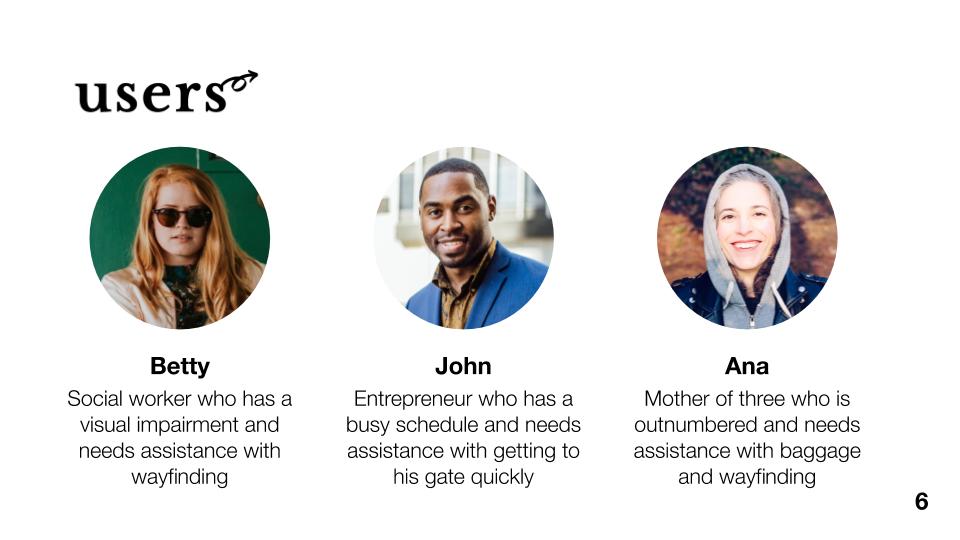 users
Betty
Social worker who has a
visual impairment and
needs assistance with
wayfinding
John
Entrepreneur who has a
busy schedule and needs
assistance with getting to
his gate quickly
Ana
Mother of three who is
outnumbered and needs
assistance with baggage
and wayfinding
6